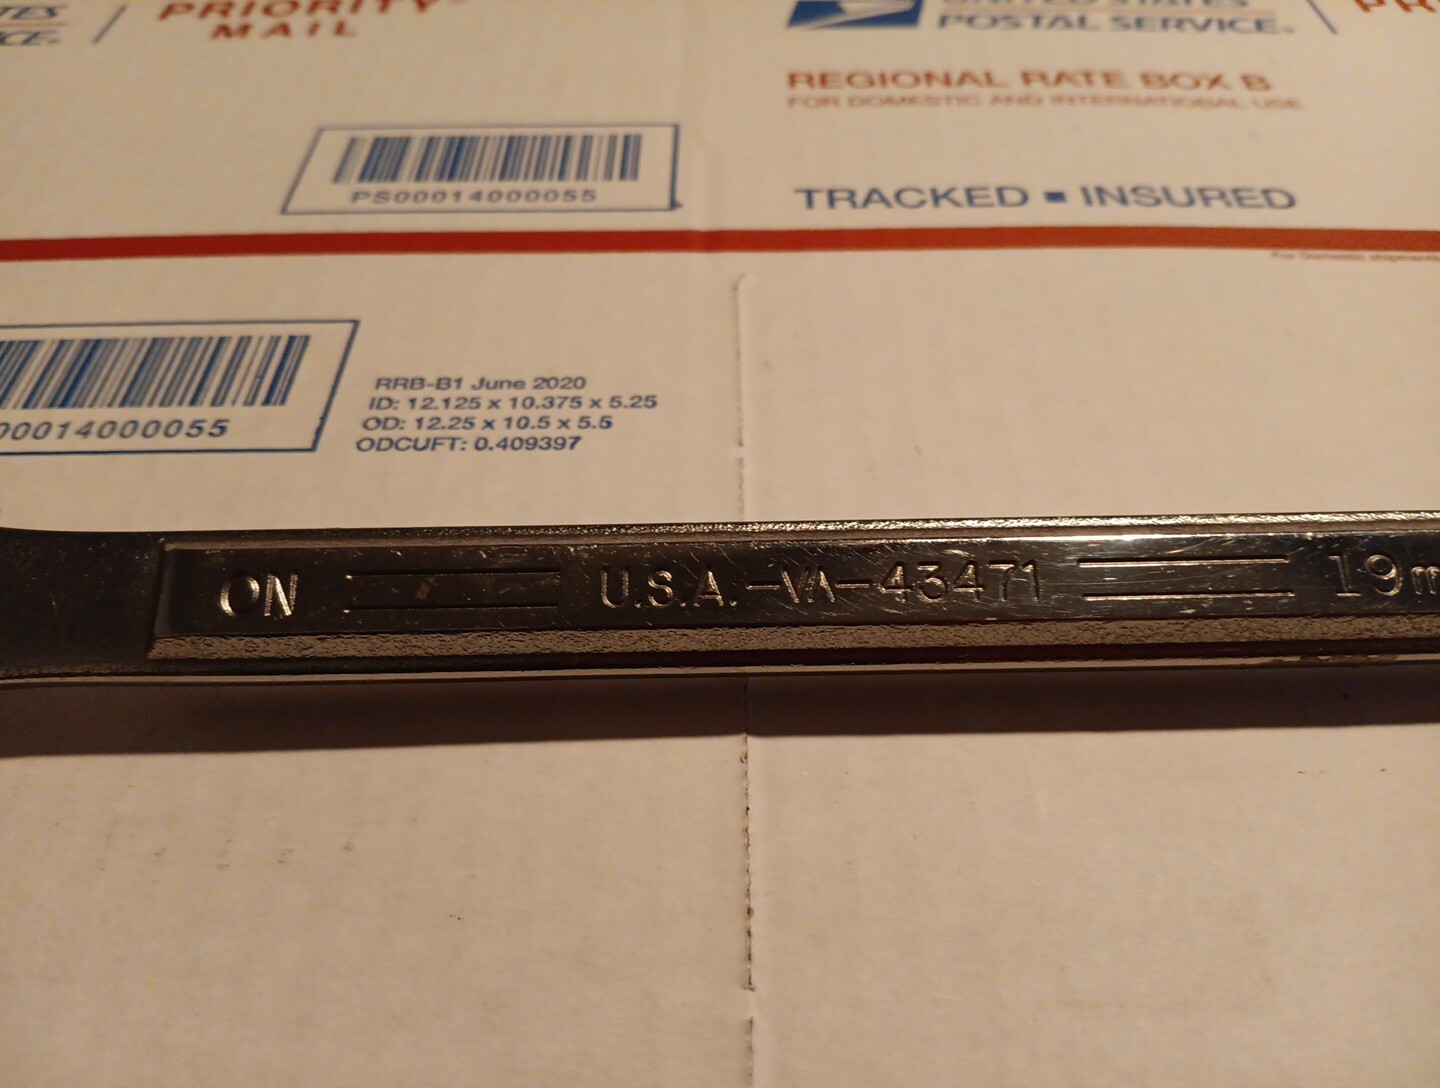 PRIORITY
MAIL
POSTAL SERVICE
REGIONAL RATE BOX B
FOR DOMESTIC AND INTERNATIONAL USE
PS00014000055
TRACKED ▪ INSURED
00014000055
RRB-B1 June 2020
ID: 12.125 x 10.375 x 5.25
OD: 12.25 x 10.5 x 5.5
ODCUFT: 0.409397
ON U.S.A.-VA-43471 19